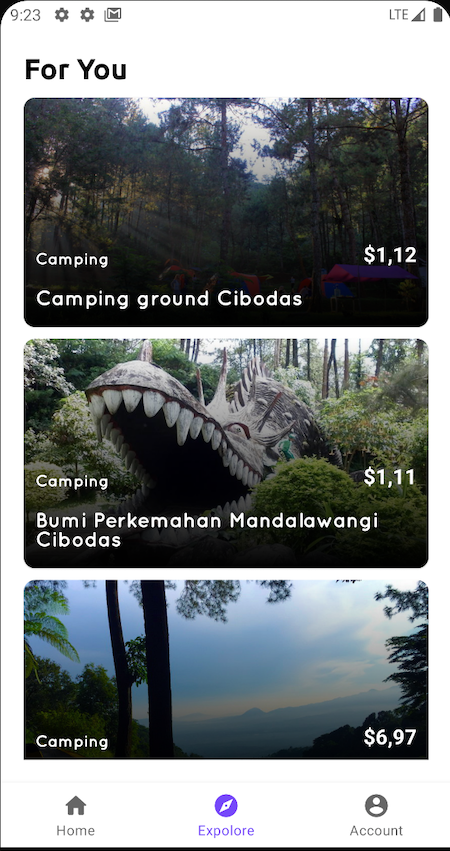 9:23
LTE
For You
Camping
$1,12
Camping ground Cibodas
Camping
$1,11
Bumi Perkemahan Mandalawangi
Cibodas
Camping
$6,97
Home
Expolore
Account